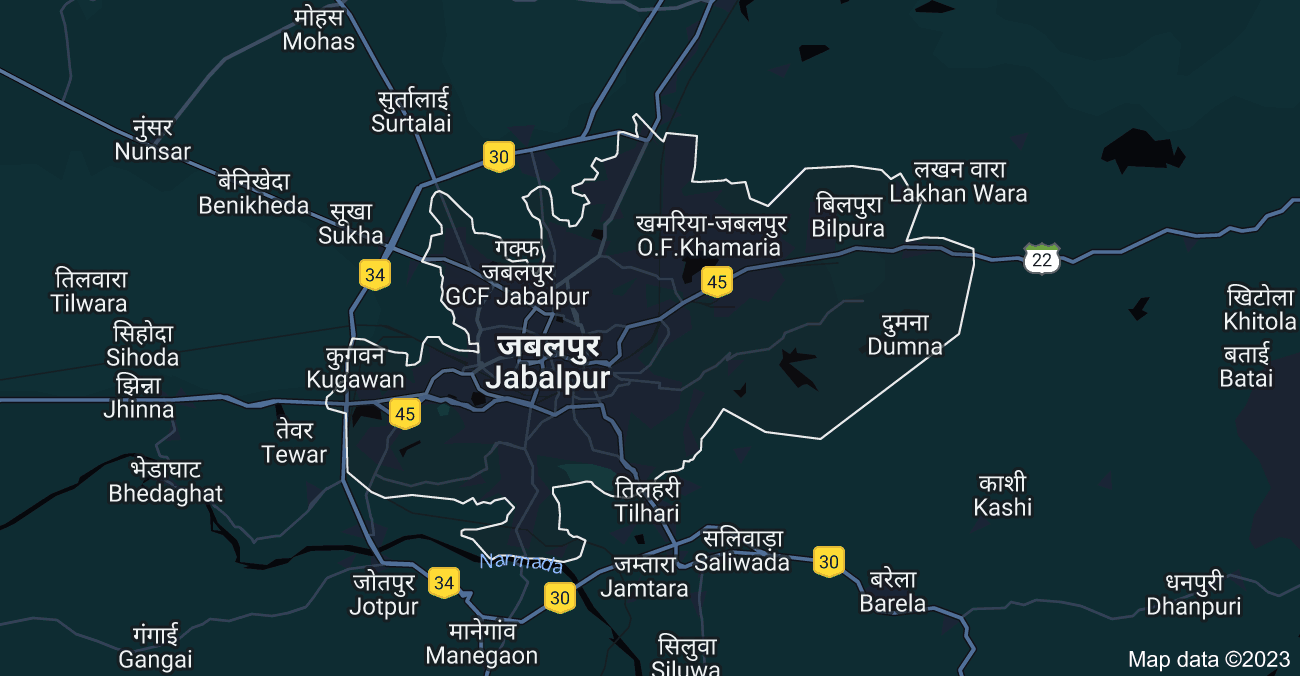 मोहस
Mohas
सुर्तालाई
Surtalai
नुंसर
Nunsar
30
बेनिखेदा
Benikheda
लखन वारा
Lakhan Wara
सूखा
Sukha
बिलपुरा
Bilpura
खमरिया-जबलपुर
O.F.Khamaria
गक्फ
जबलपुर
GCF Jabalpur
22
34
45
तिलवारा
Tilwara
खिटोला
Khitola
सिहोदा
Sihoda
दुमना
Dumna
जबलपुर
Jabalpur
कुगवन
Kugawan
बताई
Batai
झिन्ना
Jhinna
45
तेवर
Tewar
भेडाघाट
Bhedaghat
काशी
Kashi
तिलहरी
Tilhari
सलिवाड़ा
Saliwada
Narmada
30
जम्तारा
Jamtara
जोतपुर
Jotpur
34
30
बरेला
Barela
धनपुरी
Dhanpuri
गंगाई
Gangai
मानेगांव
Manegaon
सिलुवा
Siluwa
Map data ©2023